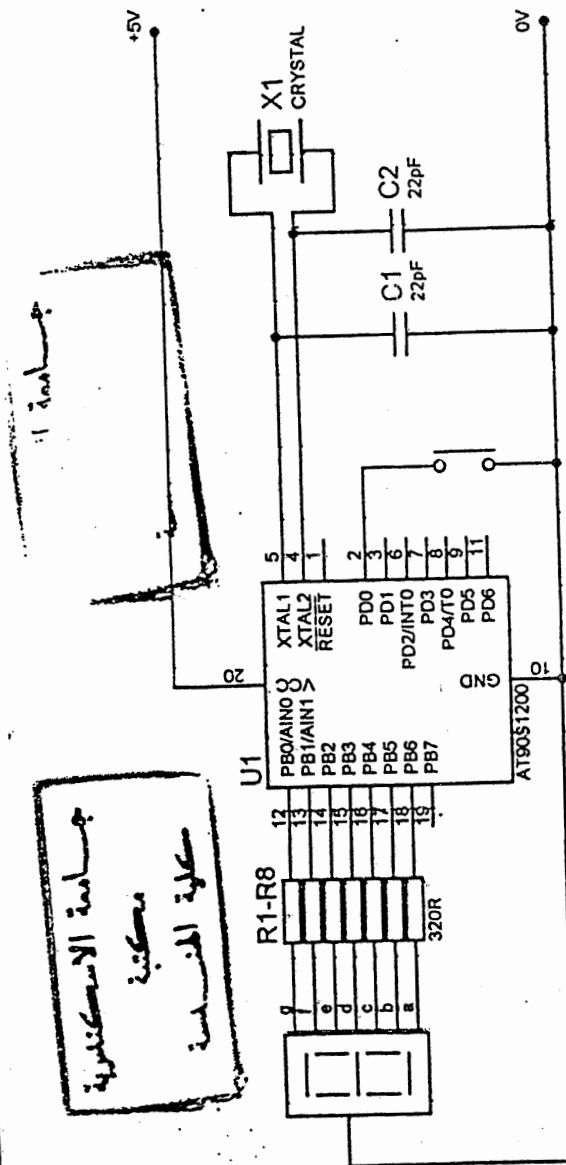 +5V
0V
X1
CRYSTAL
C2
22pF
C1
22pF
5
4
1
2
3
6
7
8
9
11
20
10
XTAL1
XTAL2
RESET
PD0
PD1
PD2/INT0
PD3
PD4/T0
PD5
PD6
VCC
GND
U1
PB0/AIN0
PB1/AIN1
PB2
PB3
PB4
PB5
PB6
PB7
AT90S1200
12
13
14
15
16
17
18
19
R1-R8
320R
g
f
e
d
c
b
a
جامعة الاسكندرية
مكتبة
كلية الهندسة
جامعة ا